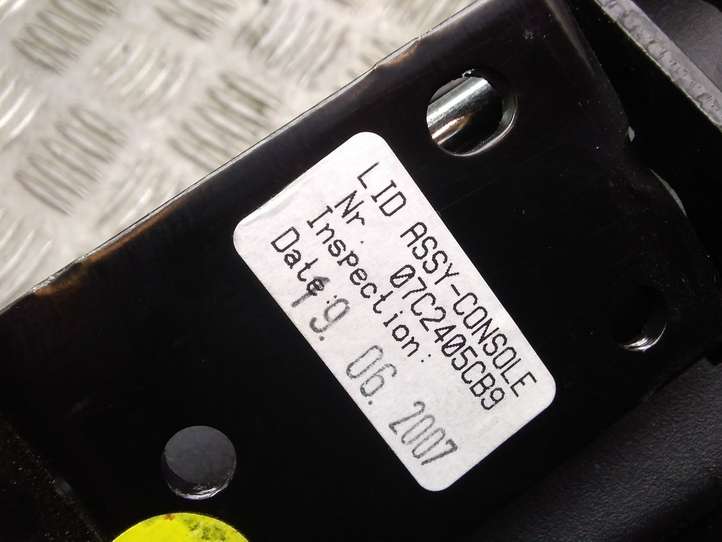 LID ASSY-CONSOLE
Nr. 07C2405CB9
Inspection:
Date:
19. 06. 2007